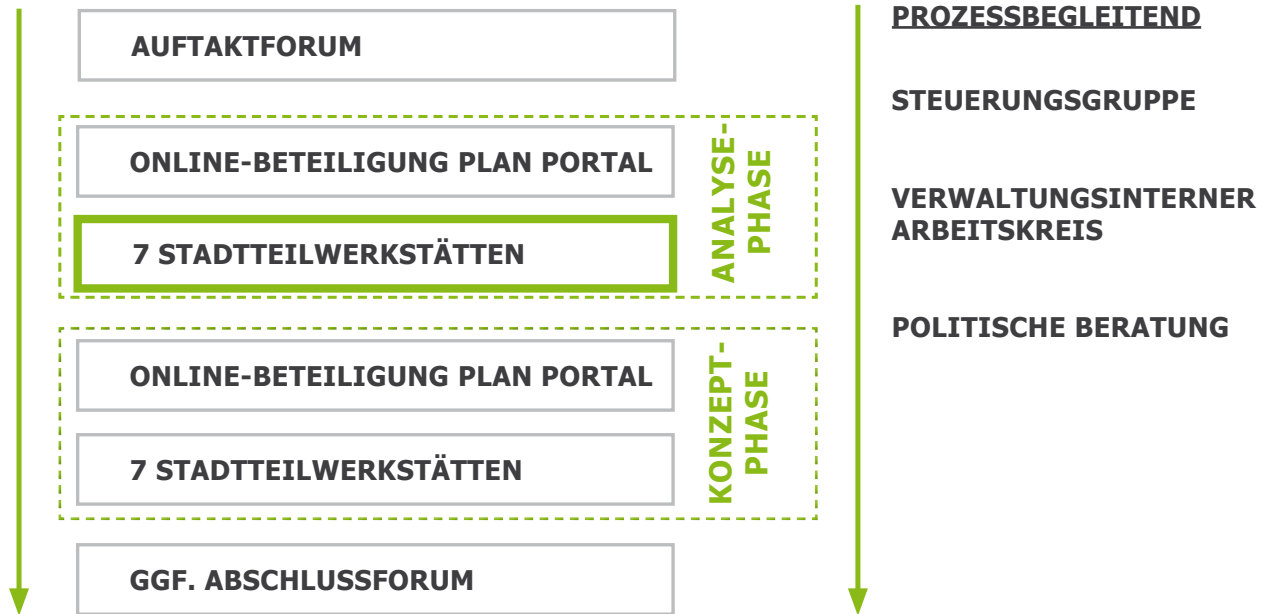 AUFTAKTFORUM
ONLINE-BETEILIGUNG PLAN PORTAL
7 STADTTEILWERKSTÄTTEN
ANALYSE-
PHASE
ONLINE-BETEILIGUNG PLAN PORTAL
7 STADTTEILWERKSTÄTTEN
KONZEPT-
PHASE
GGF. ABSCHLUSSFORUM
PROZESSBEGLEITEND
STEUERUNGSGRUPPE
VERWALTUNGSINTERNER
ARBEITSKREIS
POLITISCHE BERATUNG